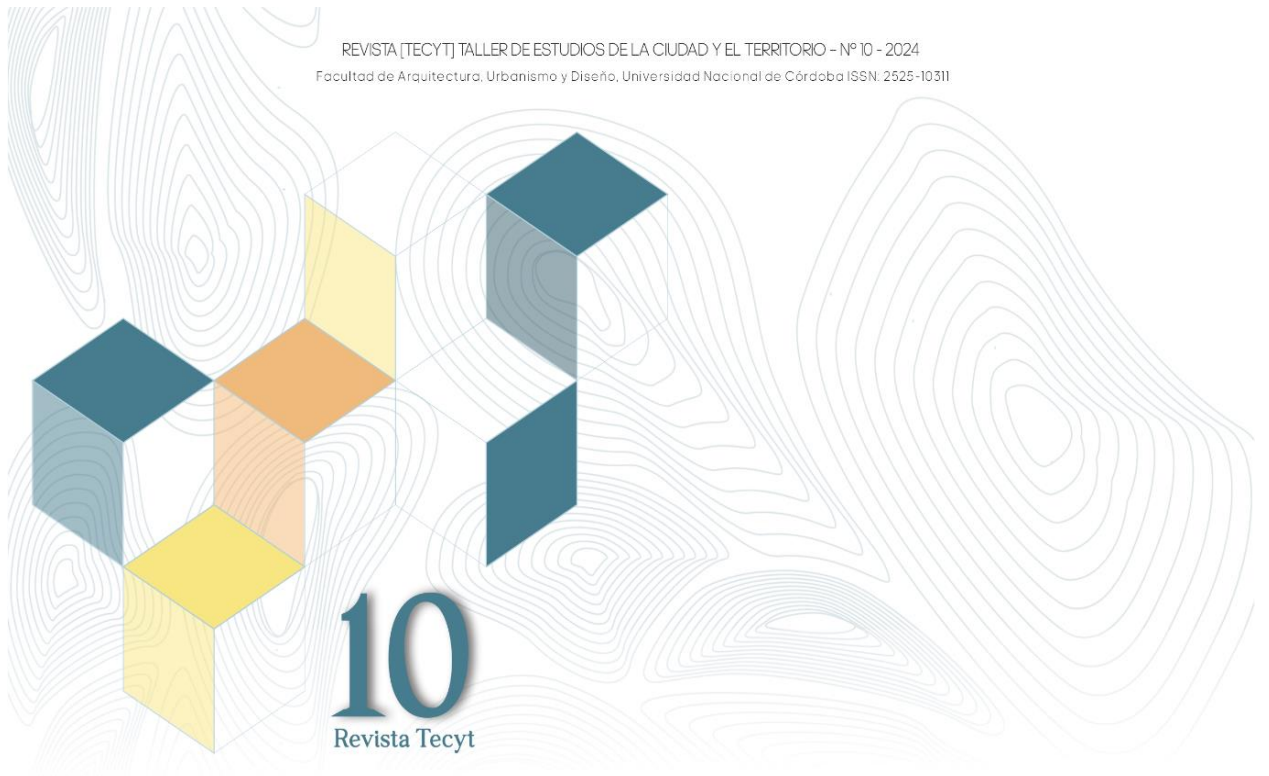 REVISTA [TECYT] TALLER DE ESTUDIOS DE LA CIUDAD Y EL TERRITORIO – Nº 10 - 2024
Facultad de Arquitectura, Urbanismo y Diseño, Universidad Nacional de Córdoba ISSN: 2525-10311
10
Revista Tecyt